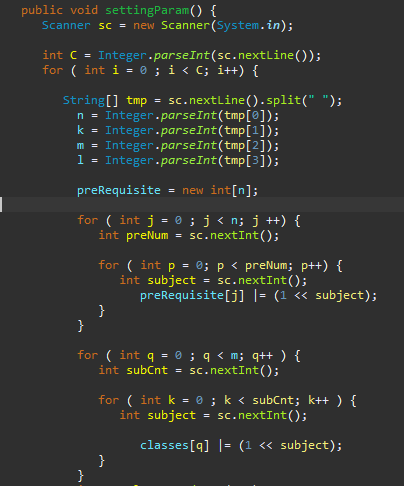 public void settingParam() {
Scanner sc = new Scanner(System.in);
int C = Integer.parseInt(sc.nextLine());
for ( int i = 0 ; i < C; i++) {
String[] tmp = sc.nextLine().split(" ");
n = Integer.parseInt(tmp[0]);
k = Integer.parseInt(tmp[1]);
m = Integer.parseInt(tmp[2]);
l = Integer.parseInt(tmp[3]);
preRequisite = new int[n];
for ( int j = 0 ; j < n; j ++) {
int preNum = sc.nextInt();
for ( int p = 0; p < preNum; p++) {
int subject = sc.nextInt();
preRequisite[j] |= (1 << subject);
}
}
for ( int q = 0 ; q < m; q++ ) {
int subCnt = sc.nextInt();
for ( int k = 0 ; k < subCnt; k++ ) {
int subject = sc.nextInt();
classes[q] |= (1 << subject);
}
}